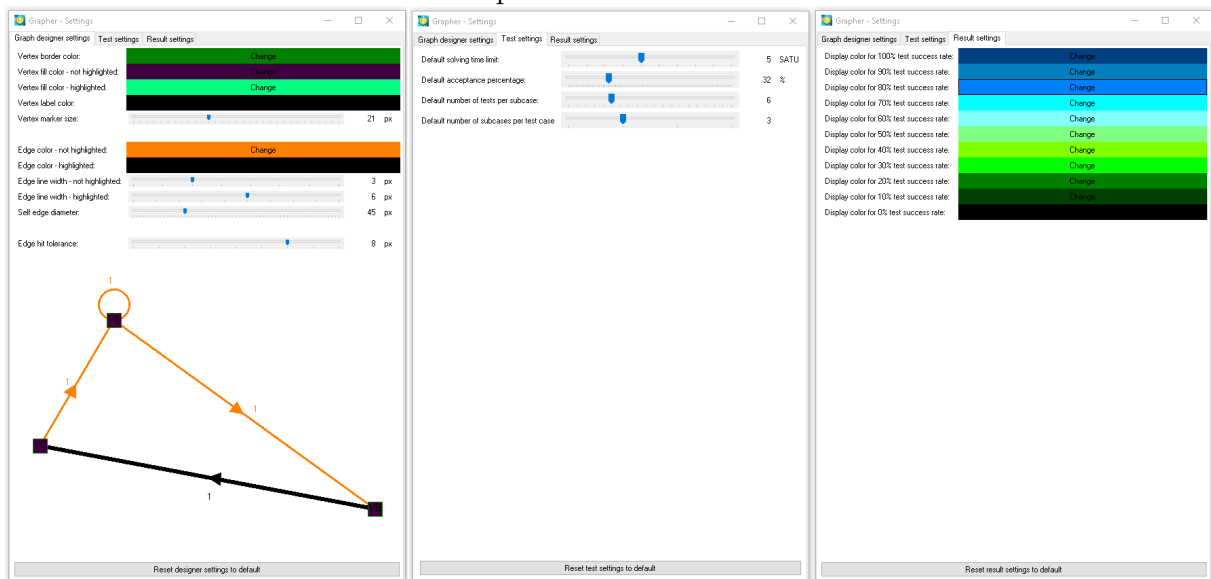 Grapher - Settings
Graph designer settings Test settings Result settings
Vertex border color: Change
Vertex fill color - not highlighted: Change
Vertex fill color - highlighted: Change
Vertex label color:
Vertex marker size: 21 px
Edge color - not highlighted: Change
Edge color - highlighted:
Edge line width - not highlighted: 3 px
Edge line width - highlighted: 6 px
Self edge diameter: 45 px
Edge hit tolerance: 8 px
1
1
1
1
Reset designer settings to default
Grapher - Settings
Graph designer settings Test settings Result settings
Default solving time limit: 5 SATU
Default acceptance percentage: 32 %
Default number of tests per subcase: 6
Default number of subcases per test case 3
Reset test settings to default
Grapher - Settings
Graph designer settings Test settings Result settings
Display color for 100% test success rate: Change
Display color for 90% test success rate: Change
Display color for 80% test success rate: Change
Display color for 70% test success rate: Change
Display color for 60% test success rate: Change
Display color for 50% test success rate: Change
Display color for 40% test success rate: Change
Display color for 30% test success rate: Change
Display color for 20% test success rate: Change
Display color for 10% test success rate: Change
Display color for 0% test success rate:
Reset result settings to default